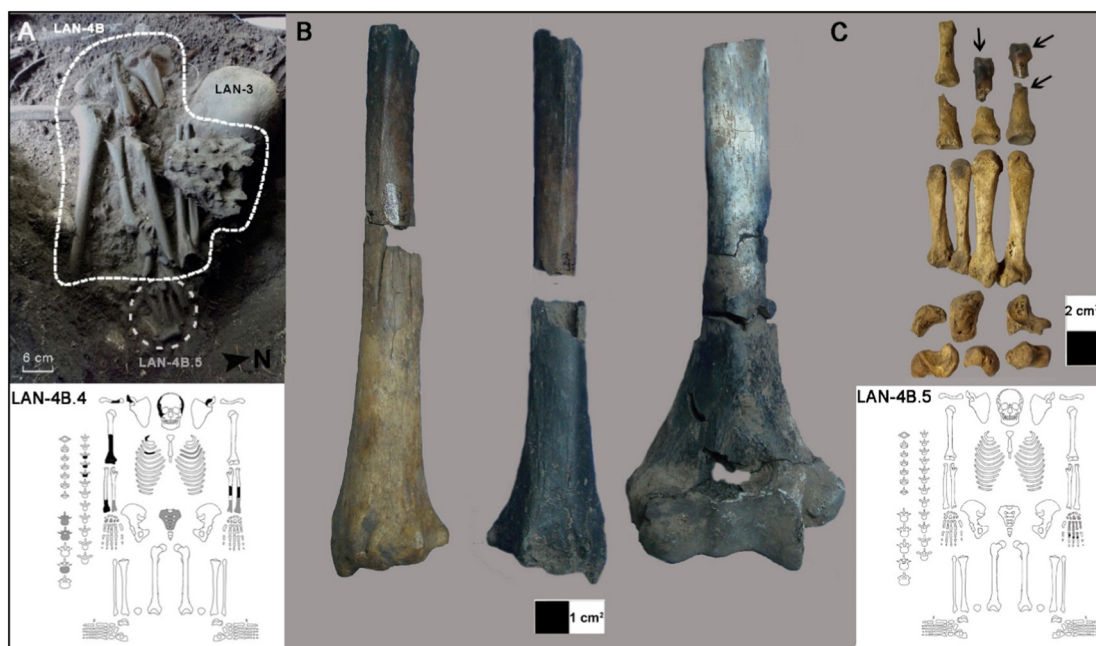 A
LAN-4B
LAN-3
LAN-4B.5
6 cm
N
LAN-4B.4
B
1 cm²
C
2 cm²
LAN-4B.5